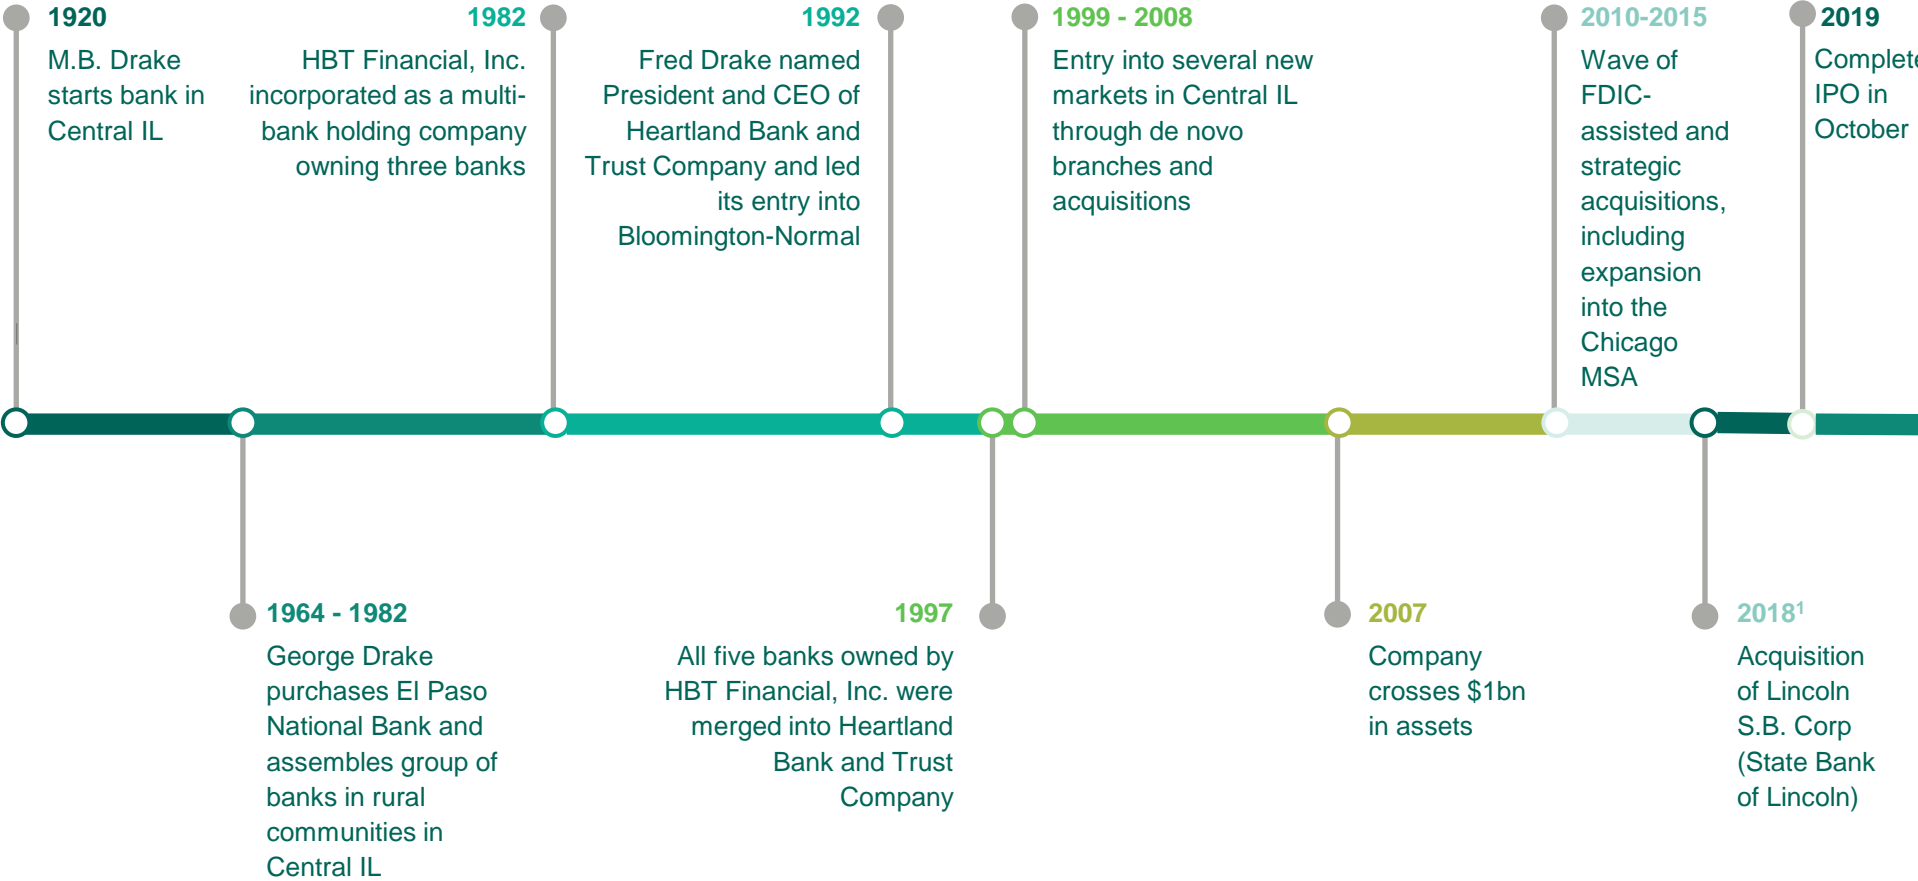 1920
M.B. Drake
starts bank in
Central IL
1982
HBT Financial, Inc.
incorporated as a multi-
bank holding company
owning three banks
1992
Fred Drake named
President and CEO of
Heartland Bank and
Trust Company and led
its entry into
Bloomington-Normal
1999 - 2008
Entry into several new
markets in Central IL
through de novo
branches and
acquisitions
2010-2015
Wave of
FDIC-
assisted and
strategic
acquisitions,
including
expansion
into the
Chicago
MSA
2019
Complete
IPO in
October
1964 - 1982
George Drake
purchases El Paso
National Bank and
assembles group of
banks in rural
communities in
Central IL
1997
All five banks owned by
HBT Financial, Inc. were
merged into Heartland
Bank and Trust
Company
2007
Company
crosses $1bn
in assets
2018¹
Acquisition
of Lincoln
S.B. Corp
(State Bank
of Lincoln)